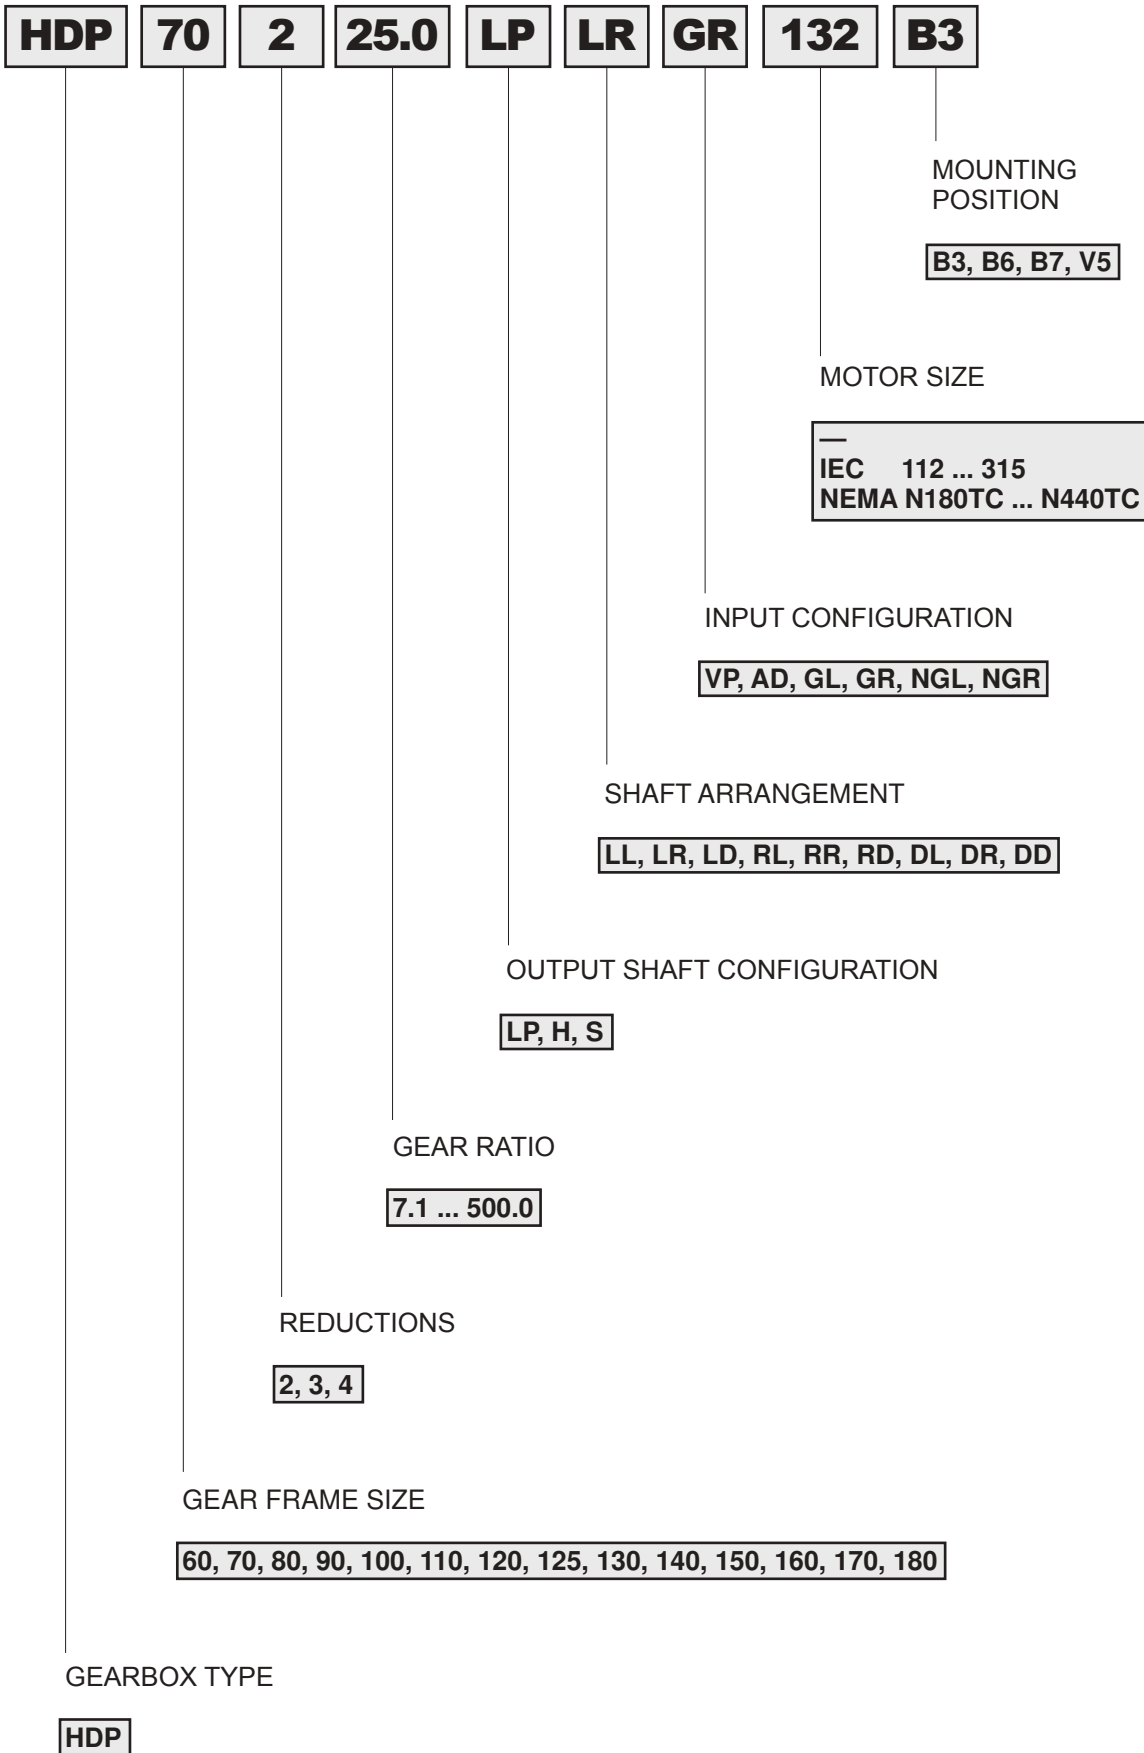 HDP 70 2 25.0 LP LR GR 132 B3
MOUNTING
POSITION
B3, B6, B7, V5
MOTOR SIZE
—
IEC 112 ... 315
NEMA N180TC ... N440TC
INPUT CONFIGURATION
VP, AD, GL, GR, NGL, NGR
SHAFT ARRANGEMENT
LL, LR, LD, RL, RR, RD, DL, DR, DD
OUTPUT SHAFT CONFIGURATION
LP, H, S
GEAR RATIO
7.1 ... 500.0
REDUCTIONS
2, 3, 4
GEAR FRAME SIZE
60, 70, 80, 90, 100, 110, 120, 125, 130, 140, 150, 160, 170, 180
GEARBOX TYPE
HDP